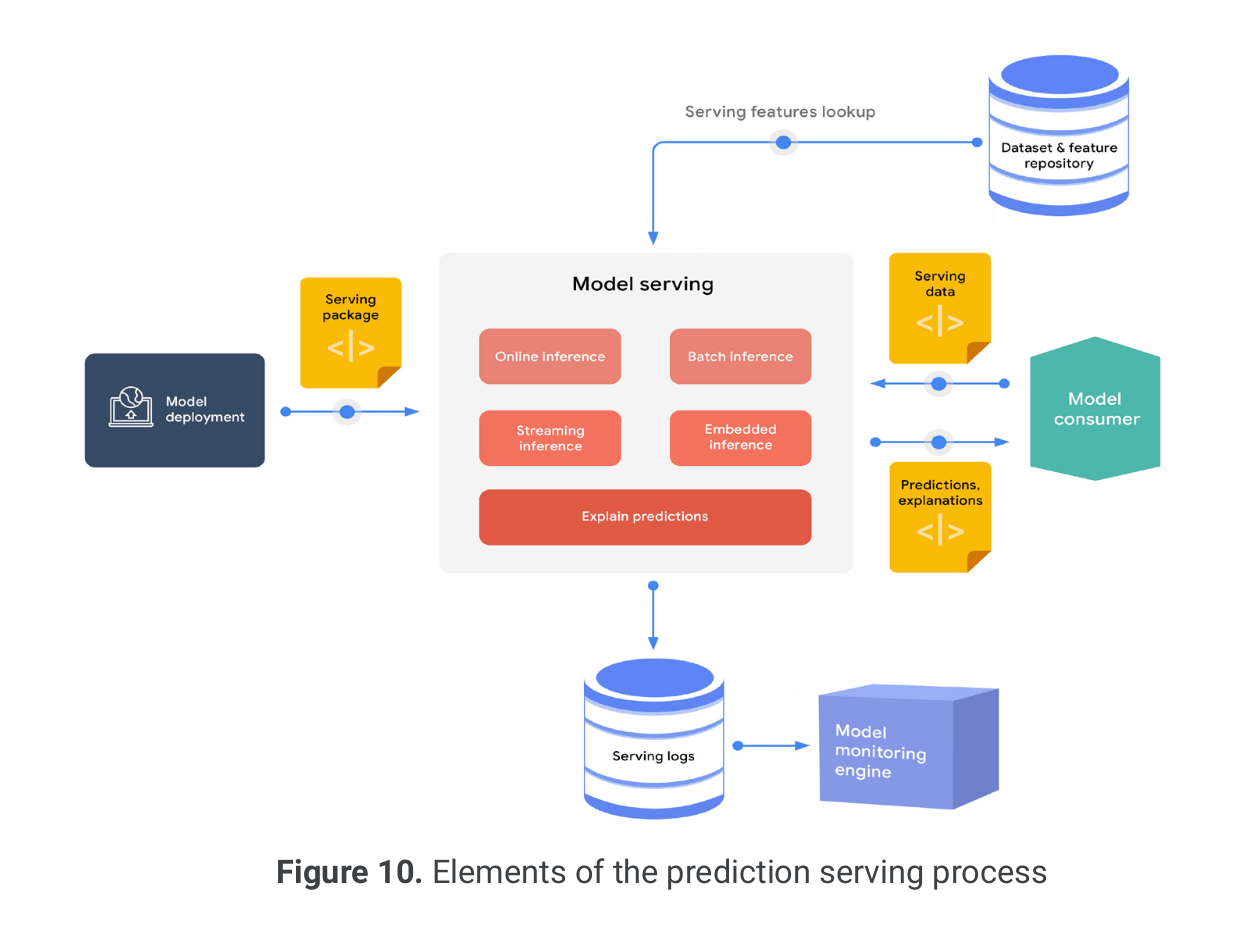 Serving features lookup
Dataset & feature
repository
Model serving
Serving
package
</|>
Serving
data
</|>
Online inference
Batch inference
Model
deployment
Model
consumer
Streaming
inference
Embedded
inference
Predictions,
explanations
</|>
Explain predictions
Serving logs
Model
monitoring
engine
Figure 10. Elements of the prediction serving process